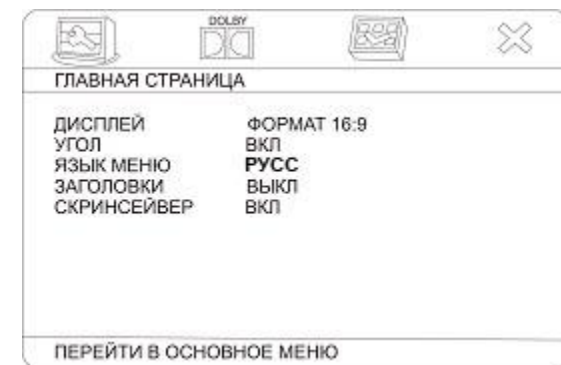 DOLBY
ГЛАВНАЯ СТРАНИЦА
ДИСПЛЕЙ ФОРМАТ 16:9
УГОЛ ВКЛ
ЯЗЫК МЕНЮ РУСС
ЗАГОЛОВКИ ВЫКЛ
СКРИНСЕЙВЕР ВКЛ
ПЕРЕЙТИ В ОСНОВНОЕ МЕНЮ